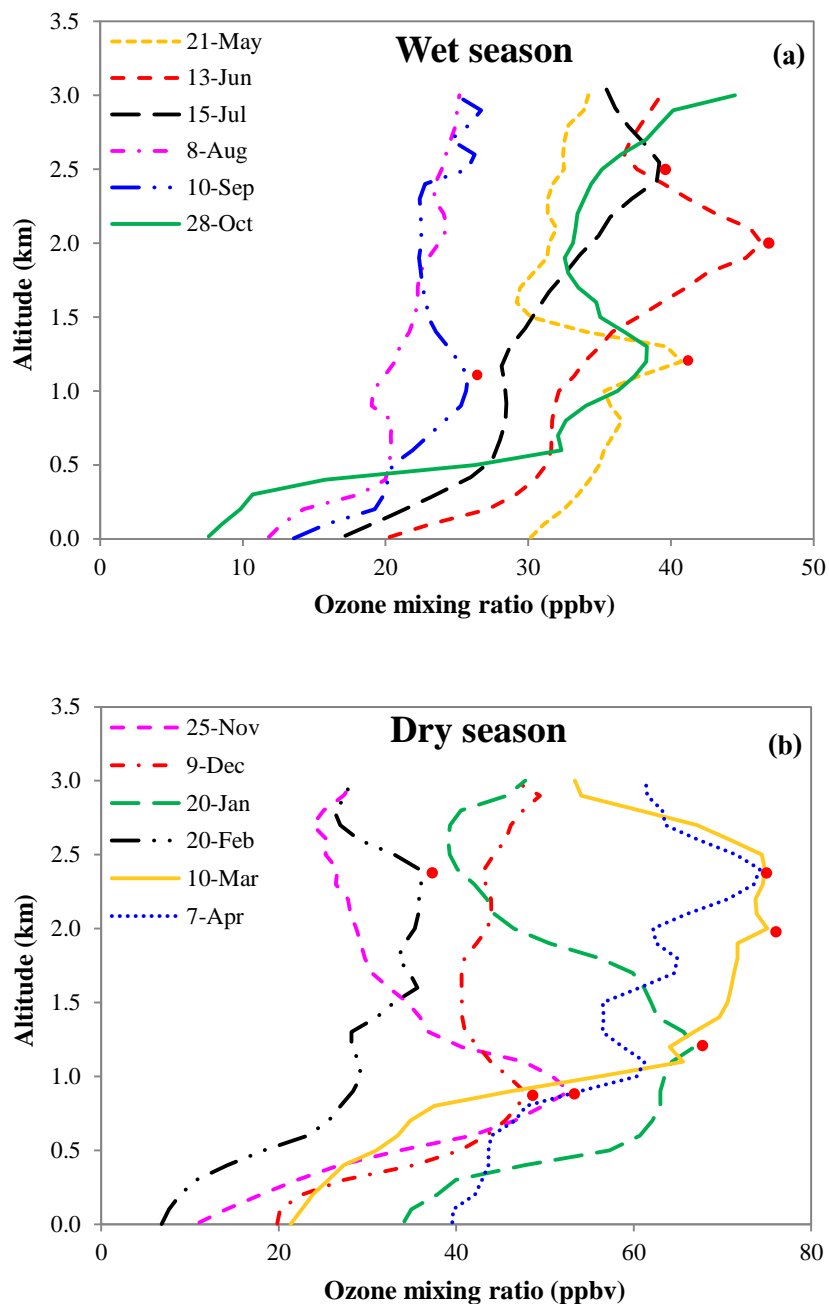 Wet season
(a)
21-May
13-Jun
15-Jul
8-Aug
10-Sep
28-Oct
3.5
3.0
2.5
2.0
1.5
1.0
0.5
0.0
Altitude (km)
0 10 20 30 40 50
Ozone mixing ratio (ppbv)
Dry season
(b)
25-Nov
9-Dec
20-Jan
20-Feb
10-Mar
7-Apr
3.5
3.0
2.5
2.0
1.5
1.0
0.5
0.0
Altitude (km)
0 20 40 60 80
Ozone mixing ratio (ppbv)